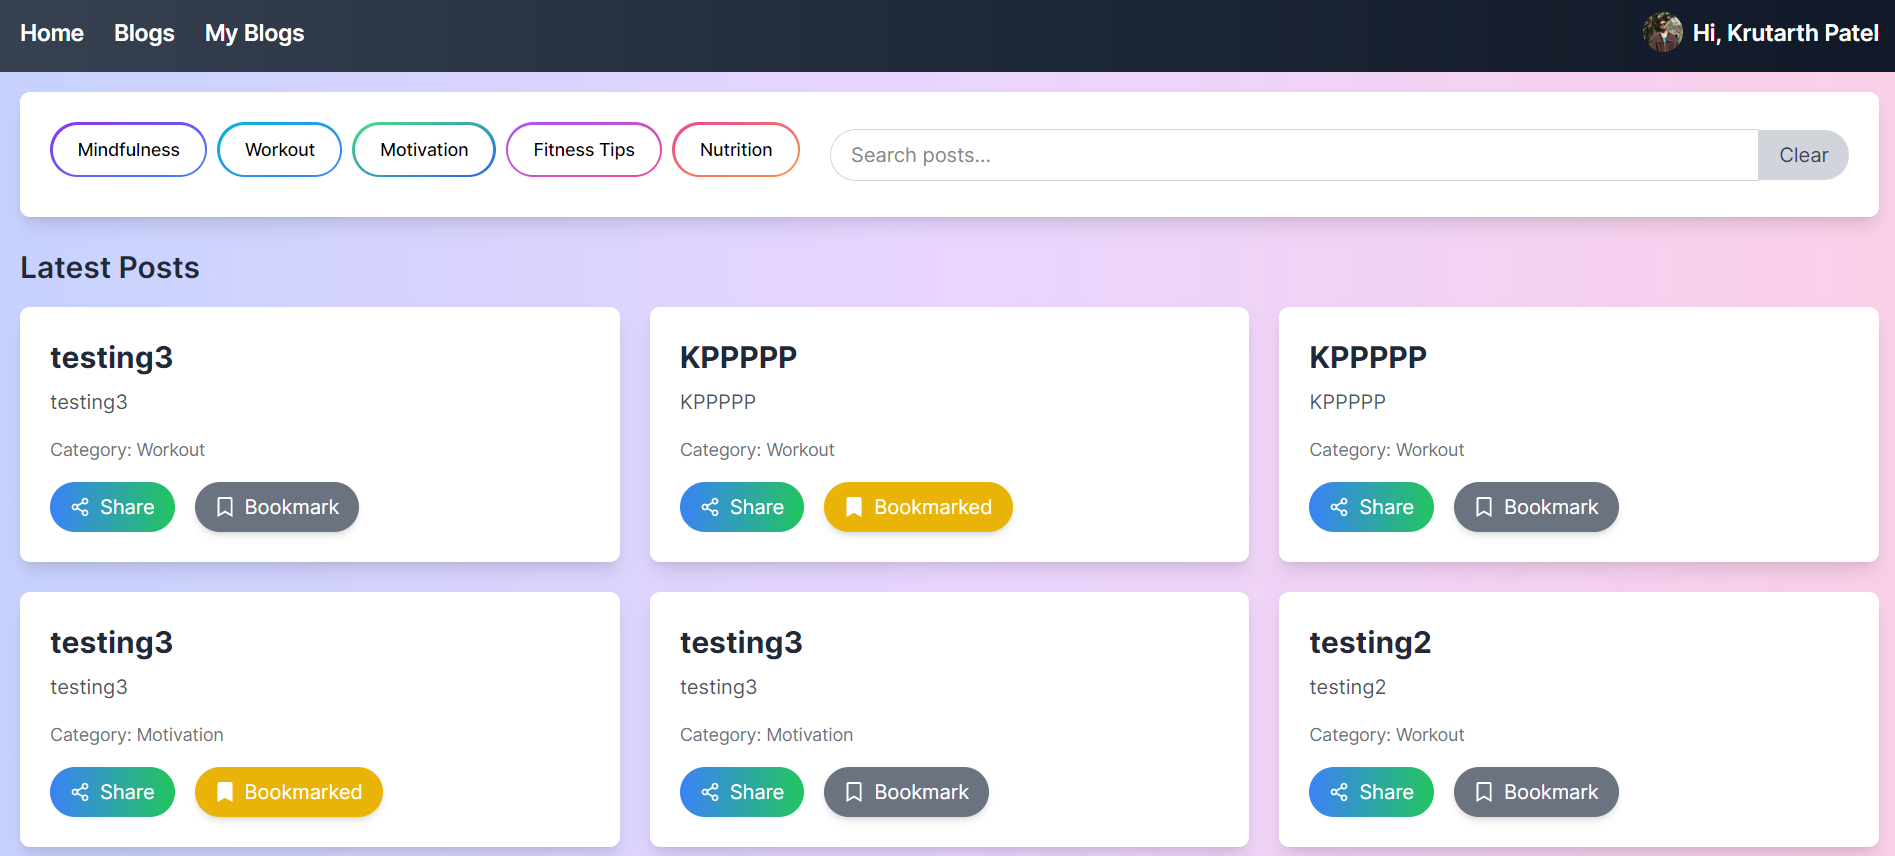 Home Blogs My Blogs Hi, Krutarth Patel
Mindfulness Workout Motivation Fitness Tips Nutrition Search posts... Clear
Latest Posts
testing3
testing3
Category: Workout
Share Bookmark
KPPPPP
KPPPPP
Category: Workout
Share Bookmarked
KPPPPP
KPPPPP
Category: Workout
Share Bookmark
testing3
testing3
Category: Motivation
Share Bookmarked
testing3
testing3
Category: Motivation
Share Bookmark
testing2
testing2
Category: Workout
Share Bookmark